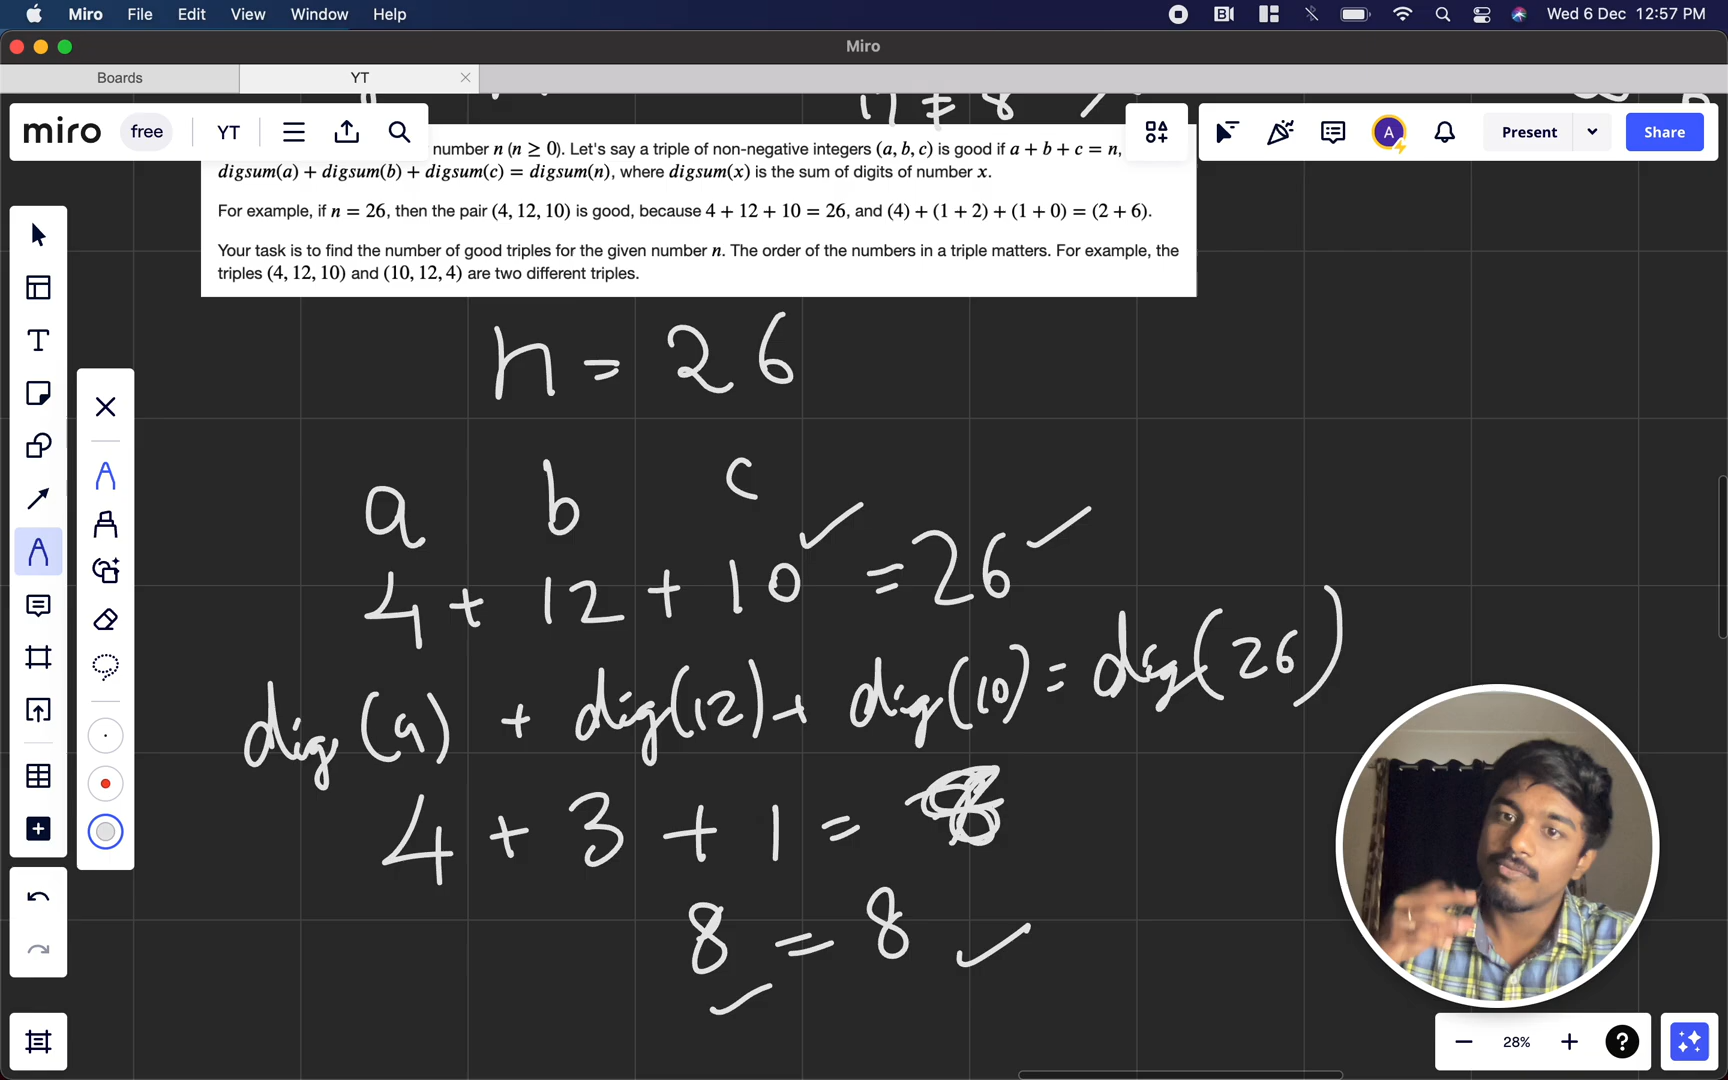 Miro File Edit View Window Help
Wed 6 Dec 12:57 PM
Miro
Boards
YT
miro free YT
Present
Share
A
n ≠ 8
number n (n ≥ 0). Let's say a triple of non-negative integers (a, b, c) is good if a + b + c = n,
digsum(a) + digsum(b) + digsum(c) = digsum(n), where digsum(x) is the sum of digits of number x.
For example, if n = 26, then the pair (4, 12, 10) is good, because 4 + 12 + 10 = 26, and (4) + (1 + 2) + (1 + 0) = (2 + 6).
Your task is to find the number of good triples for the given number n. The order of the numbers in a triple matters. For example, the
triples (4, 12, 10) and (10, 12, 4) are two different triples.
n = 26
a b c
4 + 12 + 10 = 26
dig(a) + dig(12) + dig(10) = dig(26)
4 + 3 + 1 = 8
8 = 8
28%